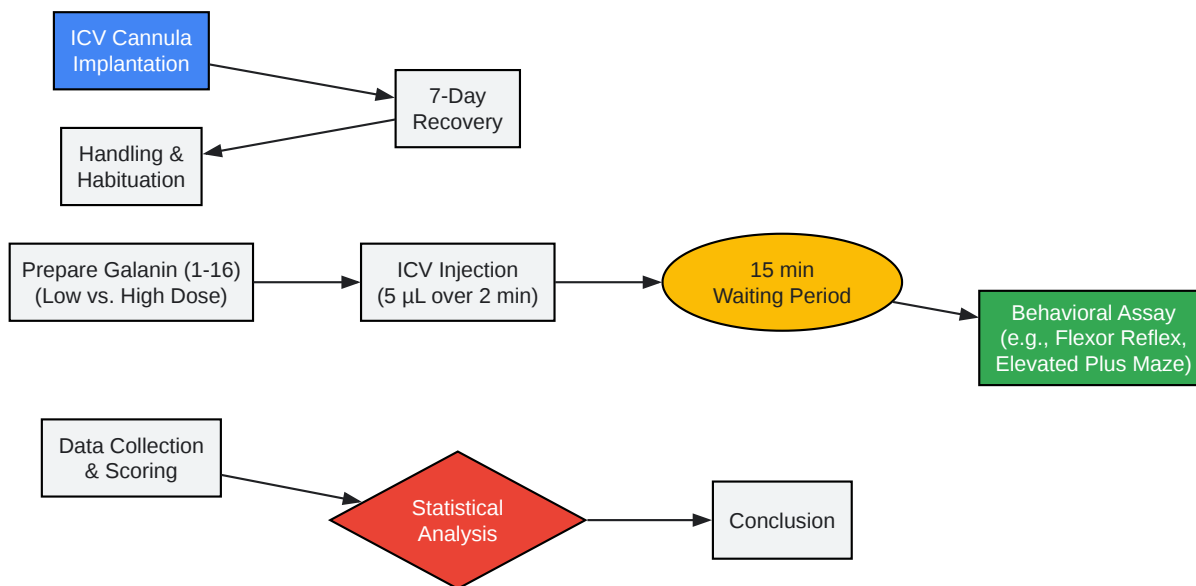 ICV Cannula
Implantation
7-Day
Recovery
Handling &
Habituation
Prepare Galanin (1-16)
(Low vs. High Dose)
ICV Injection
(5 µL over 2 min)
15 min
Waiting Period
Behavioral Assay
(e.g., Flexor Reflex,
Elevated Plus Maze)
Data Collection
& Scoring
Statistical
Analysis
Conclusion